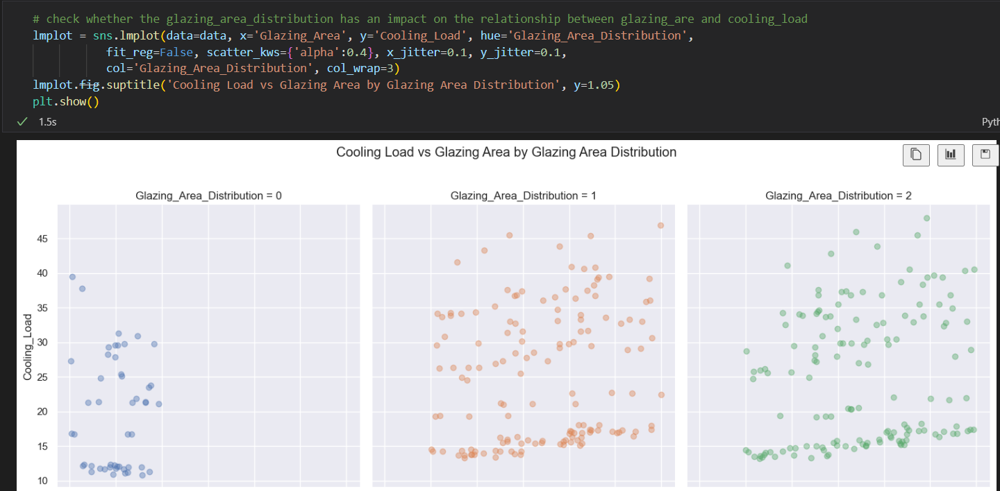 # check whether the glazing_area_distribution has an impact on the relationship between glazing_are and cooling_load
lmplot = sns.lmplot(data=data, x='Glazing_Area', y='Cooling_Load', hue='Glazing_Area_Distribution',
fit_reg=False, scatter_kws={'alpha':0.4}, x_jitter=0.1, y_jitter=0.1,
col='Glazing_Area_Distribution', col_wrap=3)
lmplot.fig.suptitle('Cooling Load vs Glazing Area by Glazing Area Distribution', y=1.05)
plt.show()
1.5s
Pyth
Cooling Load vs Glazing Area by Glazing Area Distribution
Glazing_Area_Distribution = 0
Glazing_Area_Distribution = 1
Glazing_Area_Distribution = 2
45
40
35
30
25
20
15
10
Cooling_Load